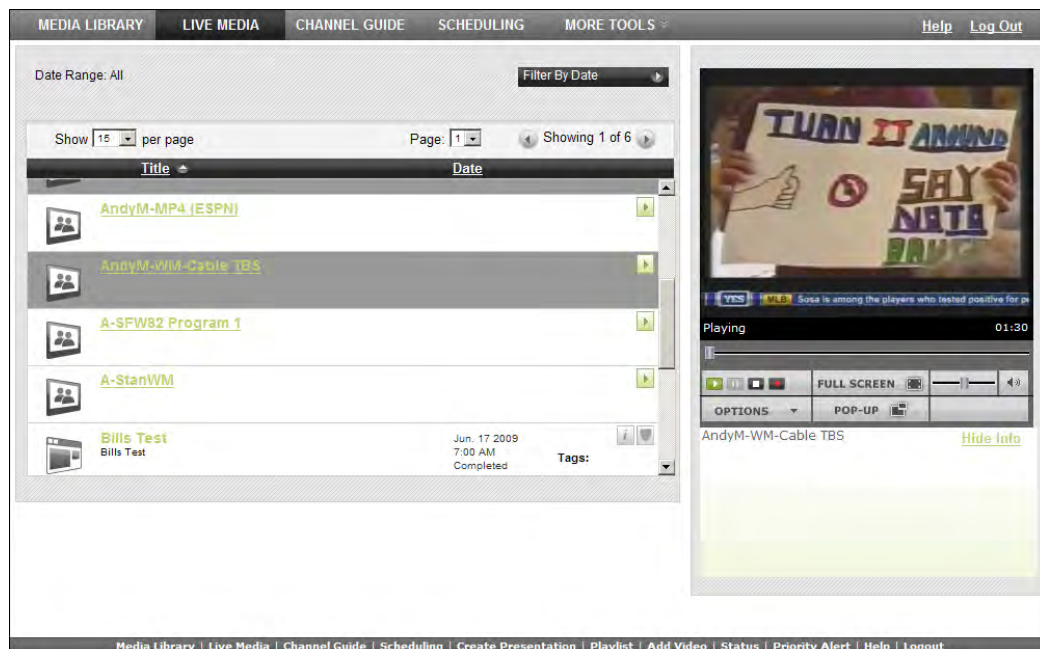 MEDIA LIBRARY LIVE MEDIA CHANNEL GUIDE SCHEDULING MORE TOOLS Help Log Out
Date Range: All Filter By Date
Show 15 per page Page: 1 Showing 1 of 6
Title Date
AndyM-MP4 (ESPN)
AndyM-WM-Cable TBS
A-SFW82 Program 1
A-StanWM
Bills Test Jun. 17 2009
Bills Test 7:00 AM Tags:
Completed
TURN IT AROUND
SAY
NO TO
YES MLB Sosa is among the players who tested positive for
Playing 01:30
FULL SCREEN
OPTIONS POP-UP
AndyM-WM-Cable TBS Hide Info
Media Library | Live Media | Channel Guide | Scheduling | Create Presentation | Playlist | Add Video | Status | Priority Alert | Help | Logout